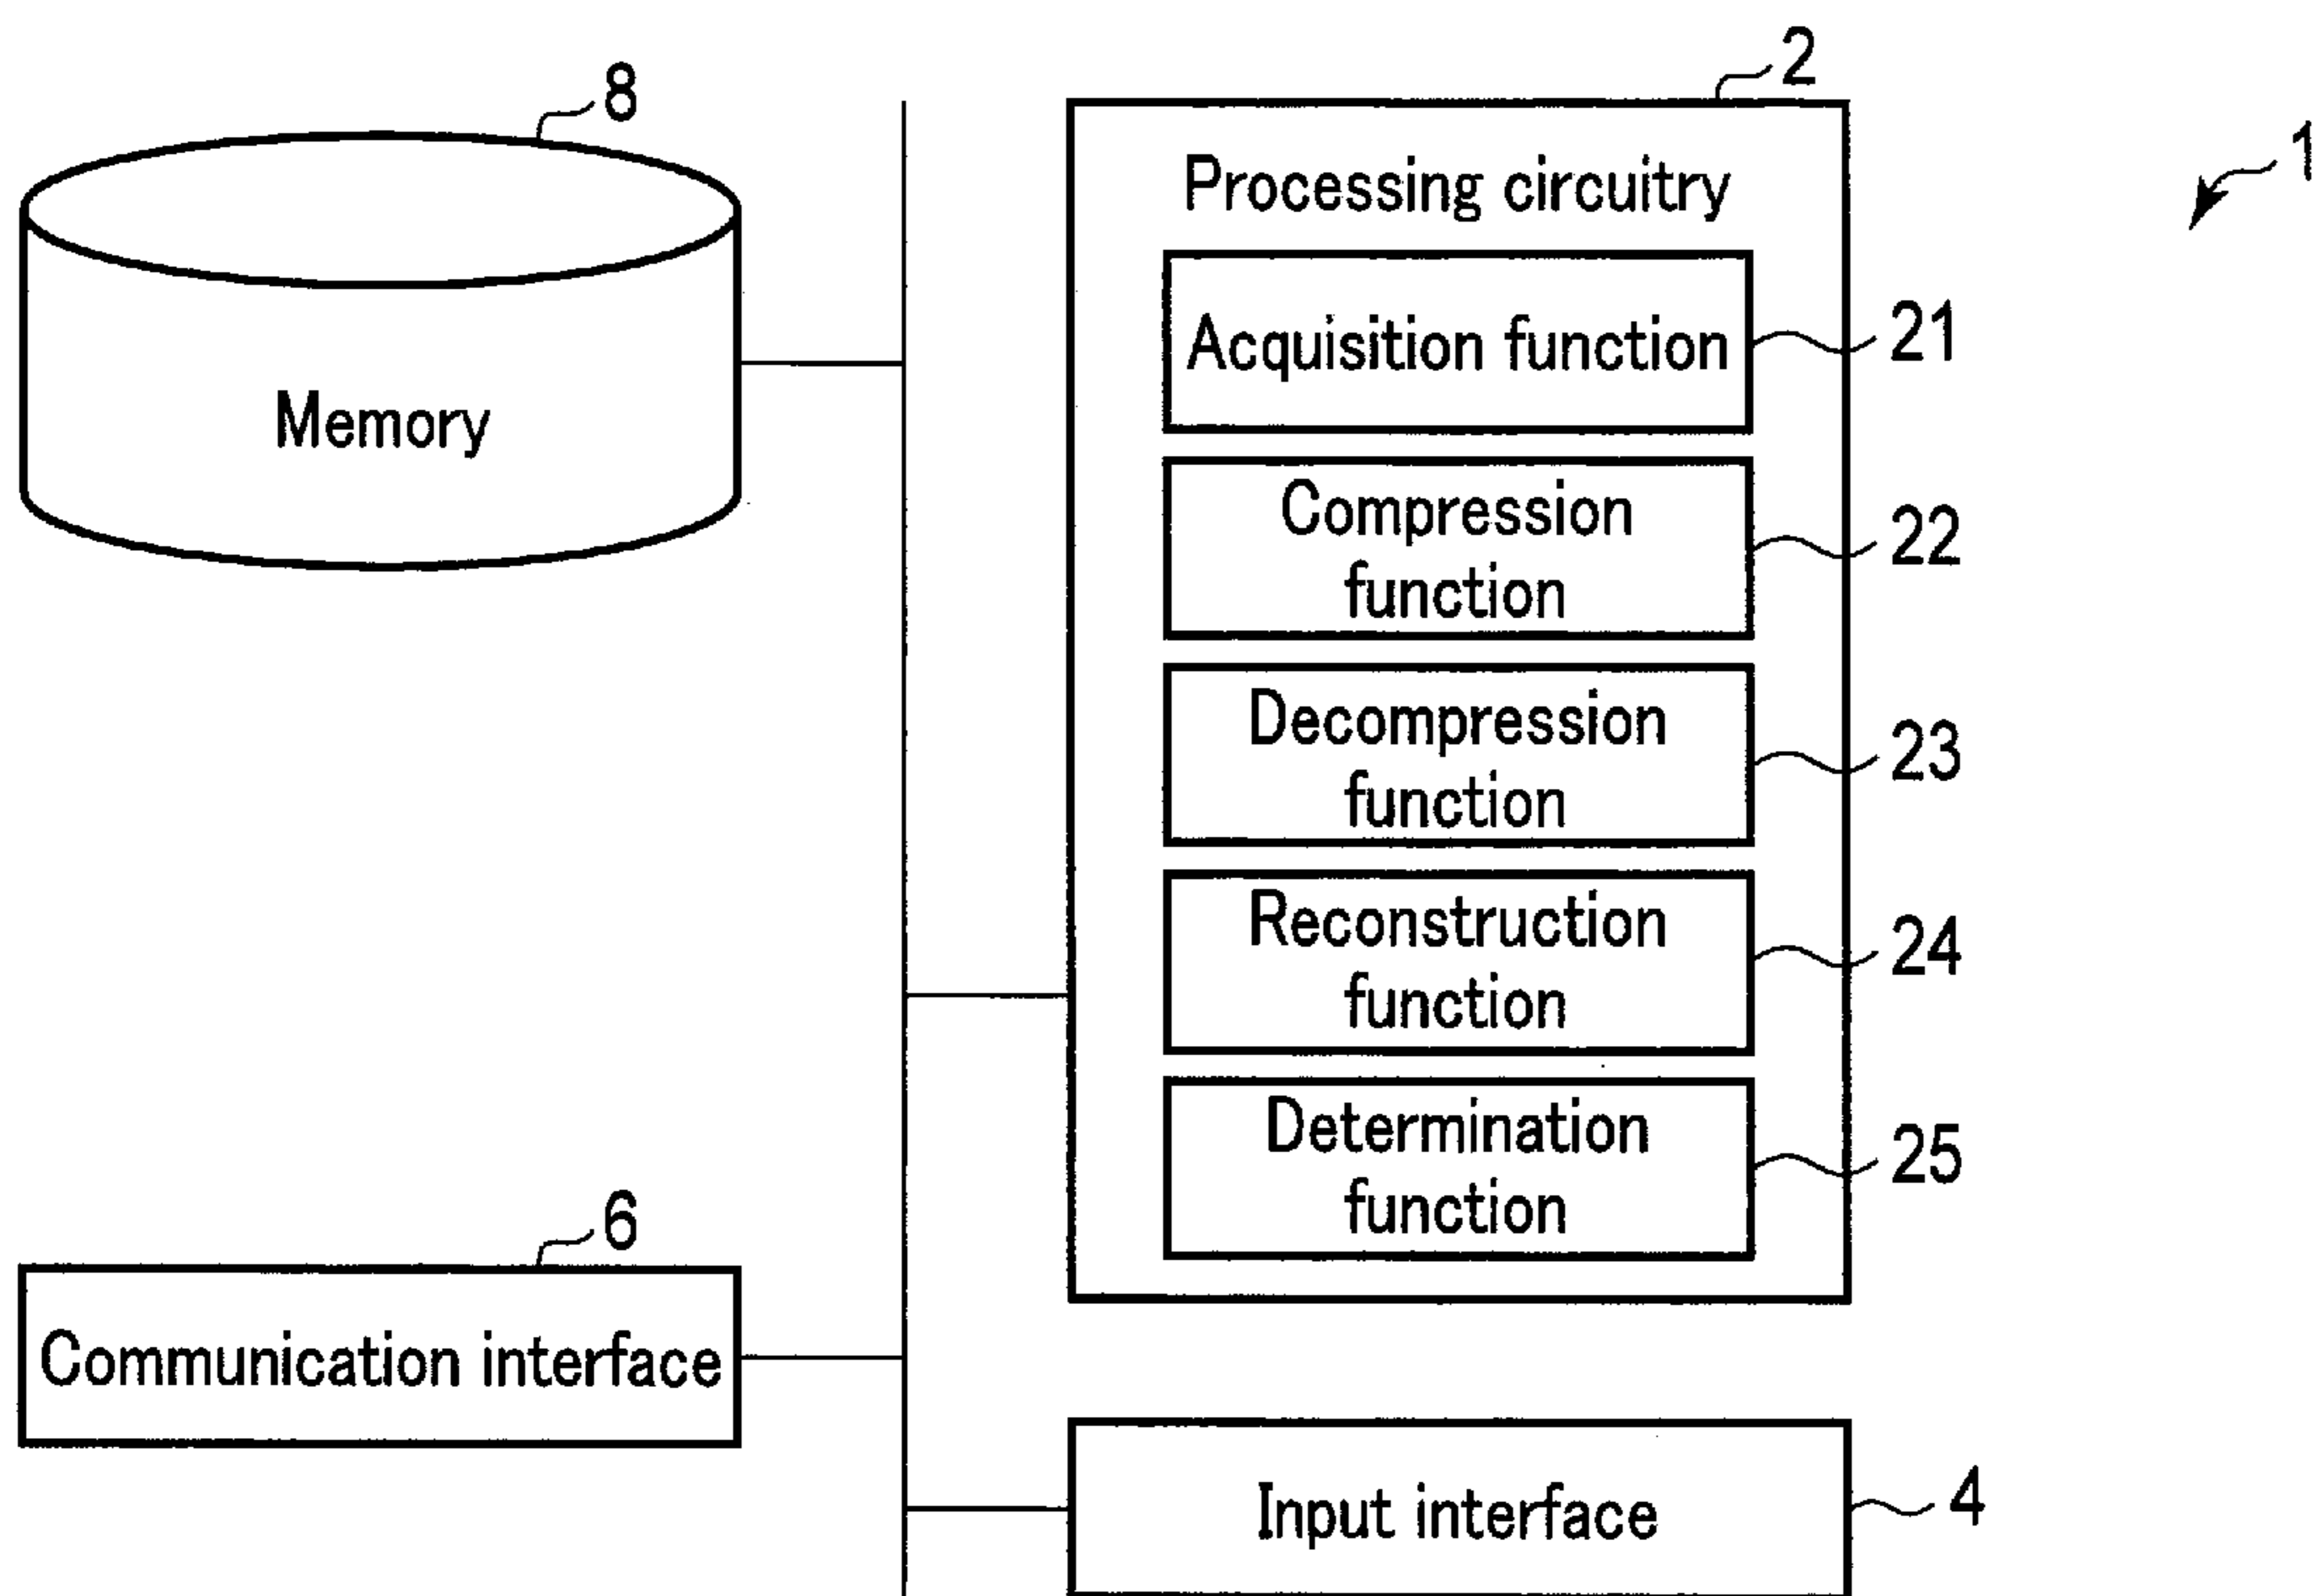 8
2
1
Processing circuitry
Acquisition function
21
Memory
Compression
function
22
Decompression
function
23
Reconstruction
function
24
Determination
function
25
6
Communication interface
Input interface
4